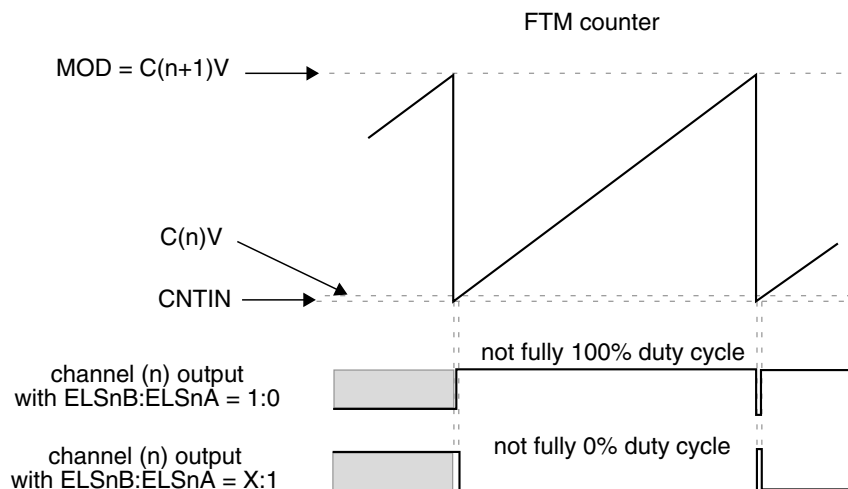 FTM counter
MOD = C(n+1)V
C(n)V
CNTIN
not fully 100% duty cycle
channel (n) output
with ELSnB:ELSnA = 1:0
not fully 0% duty cycle
channel (n) output
with ELSnB:ELSnA = X:1